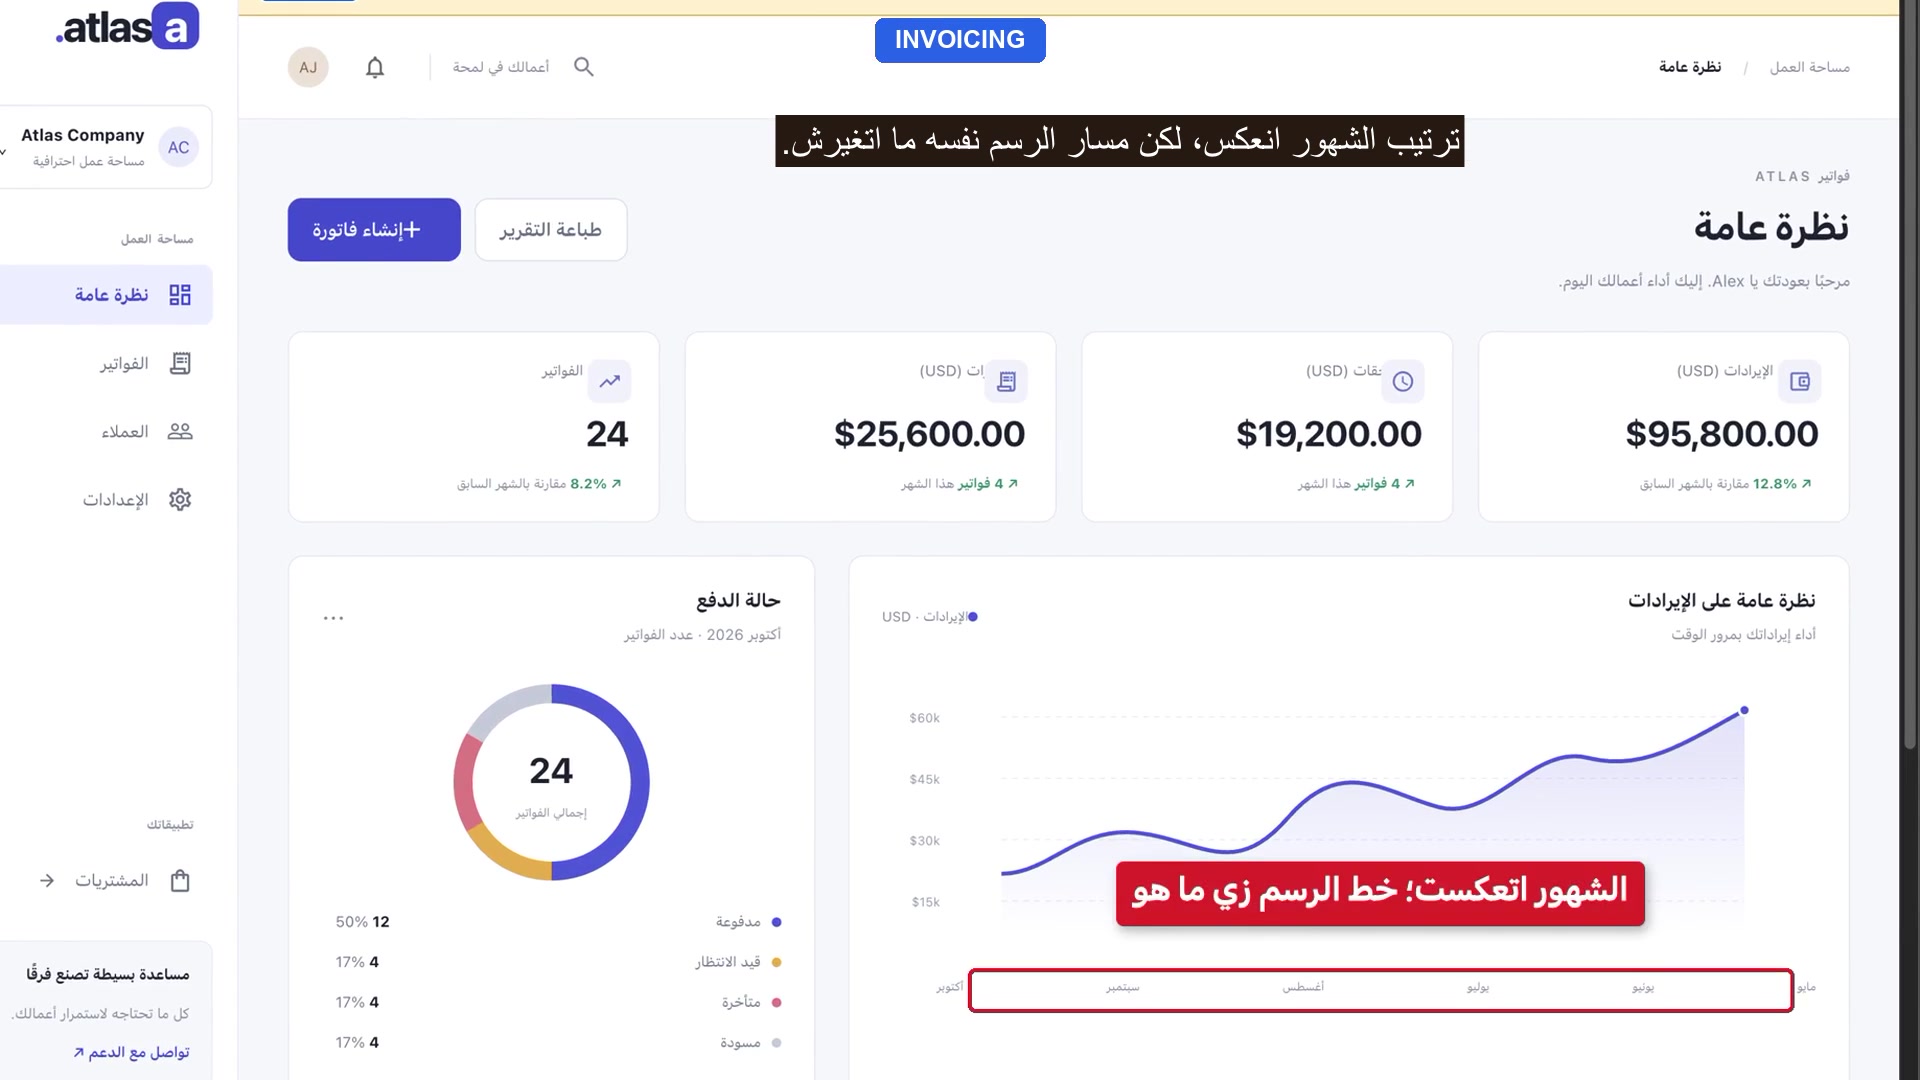 INVOICING
atlas.
a
مساحة العمل / نظرة عامة
أعمالك في لمحة
AJ
ترتيب الشهور انعكس، لكن مسار الرسم نفسه ما اتغيرش.
Atlas Company
مساحة عمل احترافية
AC
مساحة العمل
نظرة عامة
الفواتير
العملاء
الإعدادات
تطبيقاتك
المشتريات
مساعدة بسيطة تصنع فرقًا
كل ما تحتاجه لاستمرار أعمالك.
تواصل مع الدعم ↗
فواتير ATLAS
نظرة عامة
مرحبًا بعودتك يا Alex. إليك أداء أعمالك اليوم.
طباعة التقرير
+إنشاء فاتورة
الإيرادات (USD)
$95,800.00
↗ 12.8% مقارنة بالشهر السابق
(USD)
$19,200.00
↗ 4 فواتير هذا الشهر
(USD)
$25,600.00
↗ 4 فواتير هذا الشهر
الفواتير
24
↗ 8.2% مقارنة بالشهر السابق
نظرة عامة على الإيرادات
أداء إيراداتك بمرور الوقت
الإيرادات · USD
$60k
$45k
$30k
$15k
الشهور اتعكست؛ خط الرسم زي ما هو
مايو يونيو يوليو أغسطس سبتمبر أكتوبر
حالة الدفع
أكتوبر 2026 · عدد الفواتير
...
24
إجمالي الفواتير
مدفوعة 12 50%
قيد الانتظار 4 17%
متأخرة 4 17%
مسودة 4 17%